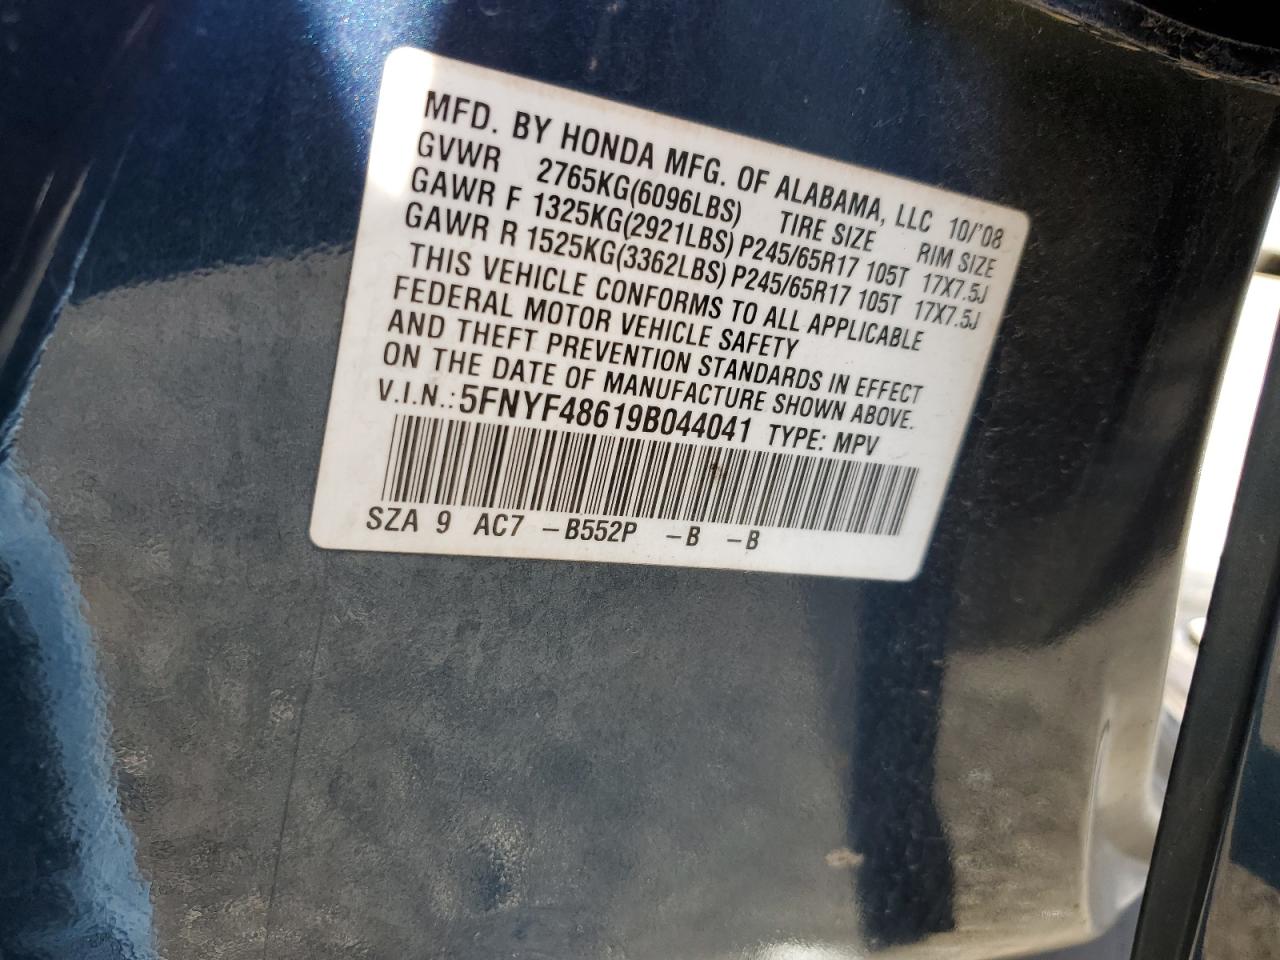 MFD. BY HONDA MFG. OF ALABAMA, LLC 10/'08
GVWR 2765KG(6096LBS) TIRE SIZE RIM SIZE
GAWR F 1325KG(2921LBS) P245/65R17 105T 17X7.5J
GAWR R 1525KG(3362LBS) P245/65R17 105T 17X7.5J
THIS VEHICLE CONFORMS TO ALL APPLICABLE
FEDERAL MOTOR VEHICLE SAFETY
AND THEFT PREVENTION STANDARDS IN EFFECT
ON THE DATE OF MANUFACTURE SHOWN ABOVE.
V.I.N.: 5FNYF48619B044041 TYPE: MPV
SZA 9 AC7 -B552P -B -B